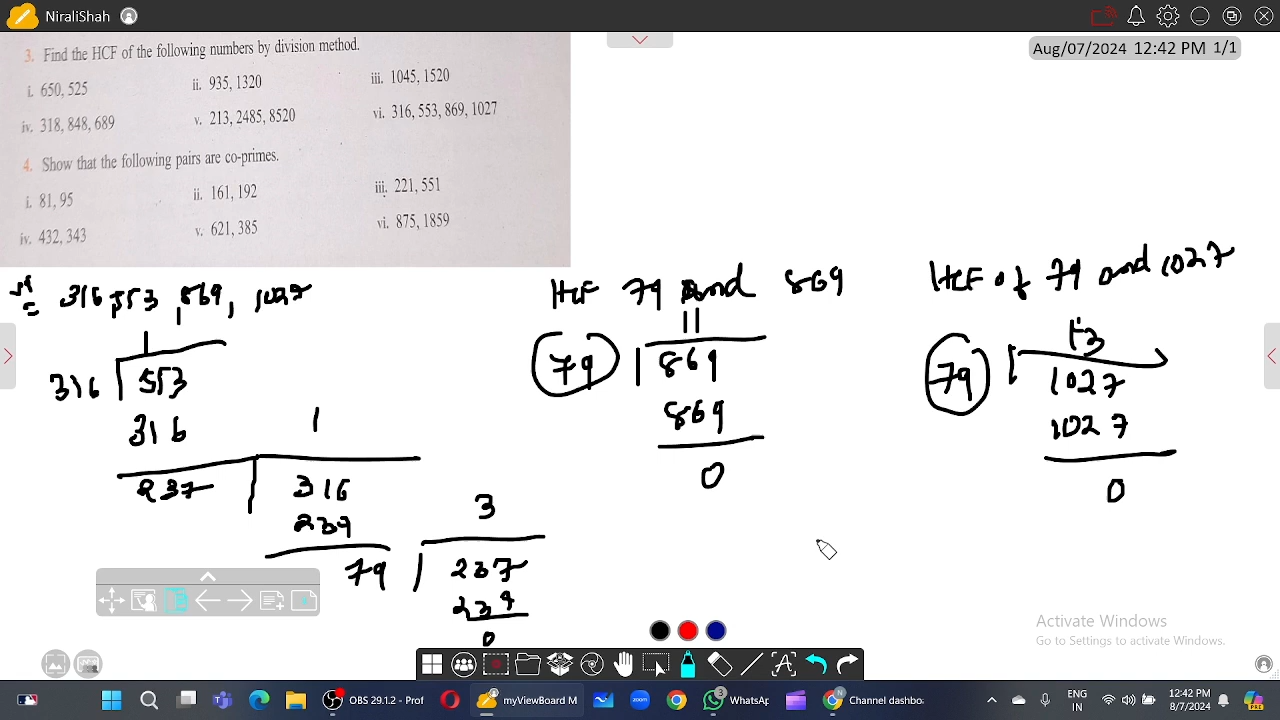 NiraliShah
Aug/07/2024 12:42 PM 1/1
3. Find the HCF of the following numbers by division method.
i. 650, 525 ii. 935, 1320 iii. 1045, 1520
iv. 318, 848, 689 v. 213, 2485, 8520 vi. 316, 553, 869, 1027
4. Show that the following pairs are co-primes.
i. 81, 95 ii. 161, 192 iii. 221, 551
iv. 432, 343 v. 621, 385 vi. 875, 1859
316, 553, 869, 1027
1
316 553
316 1
237 316
237 3
79 237
237
0
HCF 79 and 869
11
79 869
869
0
HCF of 79 and 1027
13
79 1027
1027
0
Activate Windows
Go to Settings to activate Windows.
OBS 29.1.2 - Prof
myViewBoard M
zoom
3
WhatsAp
N
Channel dashbo
ENG
IN
12:42 PM
8/7/2024